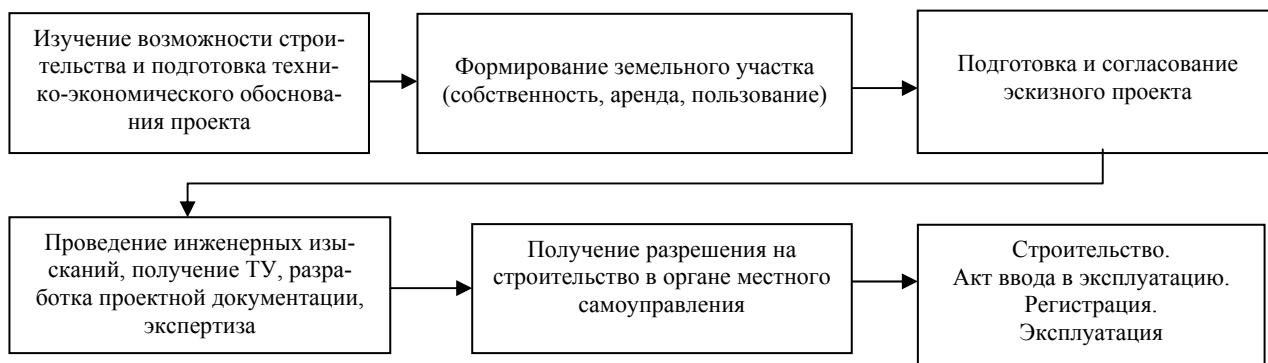 Изучение возможности строи-
тельства и подготовка техни-
ко-экономического обоснова-
ния проекта
Формирование земельного участка
(собственность, аренда, пользование)
Подготовка и согласование
эскизного проекта
Проведение инженерных изы-
сканий, получение ТУ, разра-
ботка проектной документации,
экспертиза
Получение разрешения на
строительство в органе местного
самоуправления
Строительство.
Акт ввода в эксплуатацию.
Регистрация.
Эксплуатация